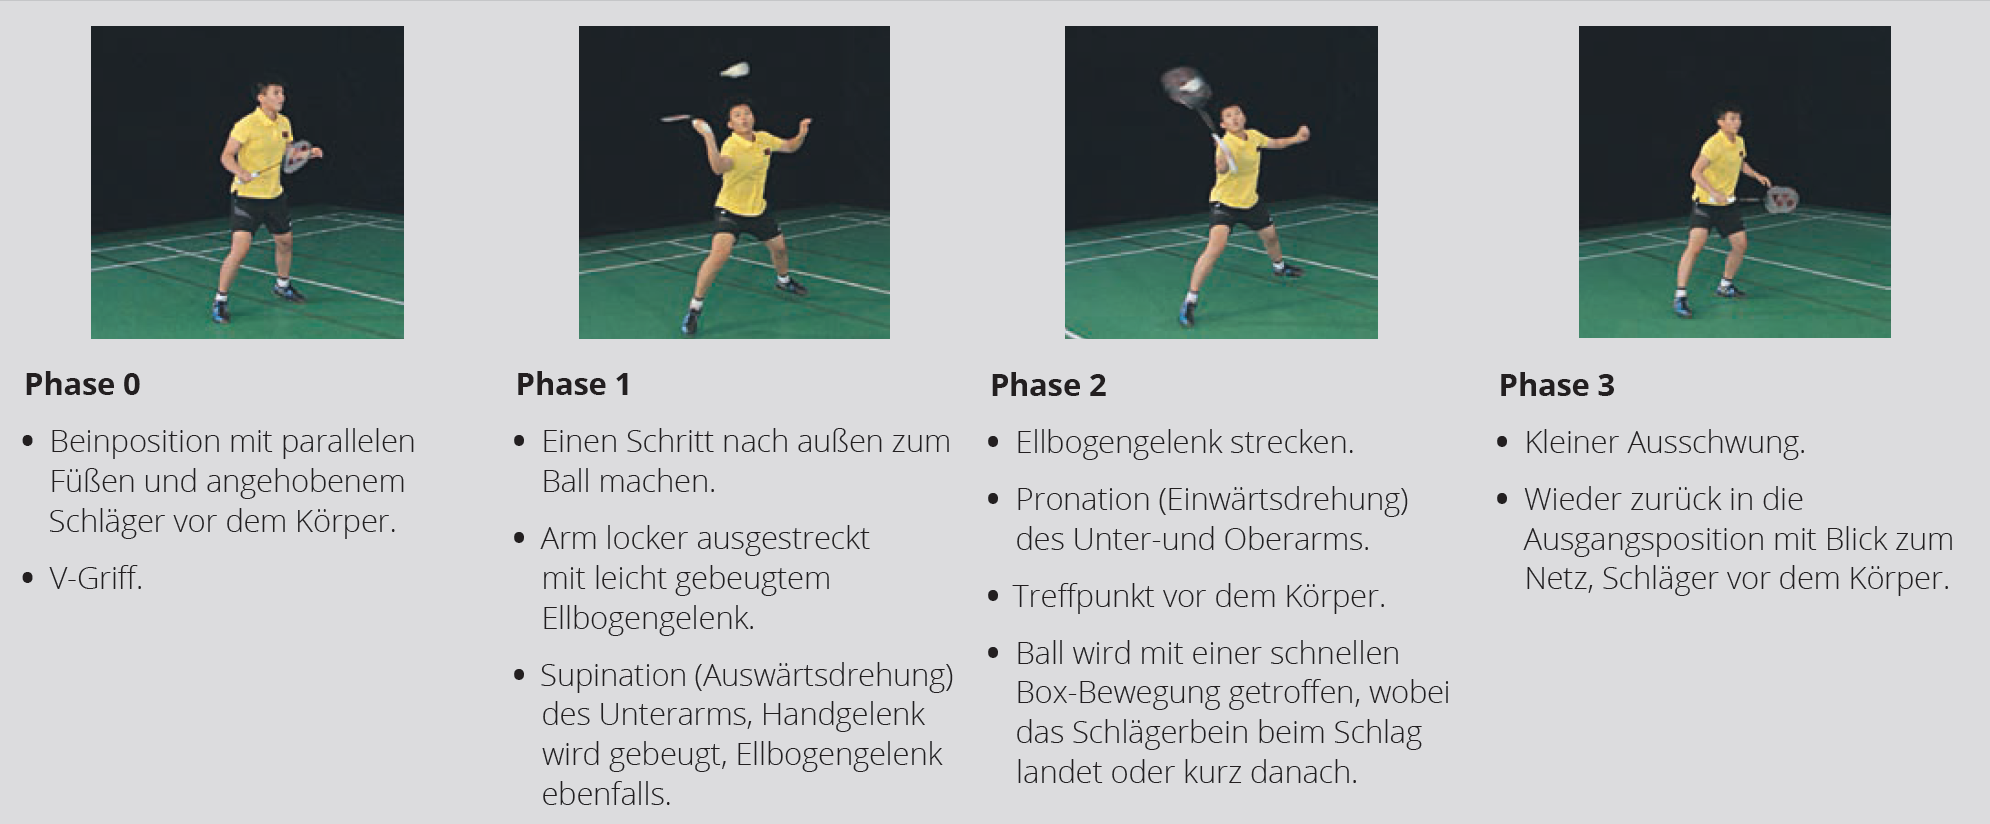 Phase 0
• Beinposition mit parallelen
Füßen und angehobenem
Schläger vor dem Körper.
• V-Griff.
Phase 1
• Einen Schritt nach außen zum
Ball machen.
• Arm locker ausgestreckt
mit leicht gebeugtem
Ellbogengelenk.
• Supination (Auswärtsdrehung)
des Unterarms, Handgelenk
wird gebeugt, Ellbogengelenk
ebenfalls.
Phase 2
• Ellbogengelenk strecken.
• Pronation (Einwärtsdrehung)
des Unter-und Oberarms.
• Treffpunkt vor dem Körper.
• Ball wird mit einer schnellen
Box-Bewegung getroffen, wobei
das Schlägerbein beim Schlag
landet oder kurz danach.
Phase 3
• Kleiner Ausschwung.
• Wieder zurück in die
Ausgangsposition mit Blick zum
Netz, Schläger vor dem Körper.